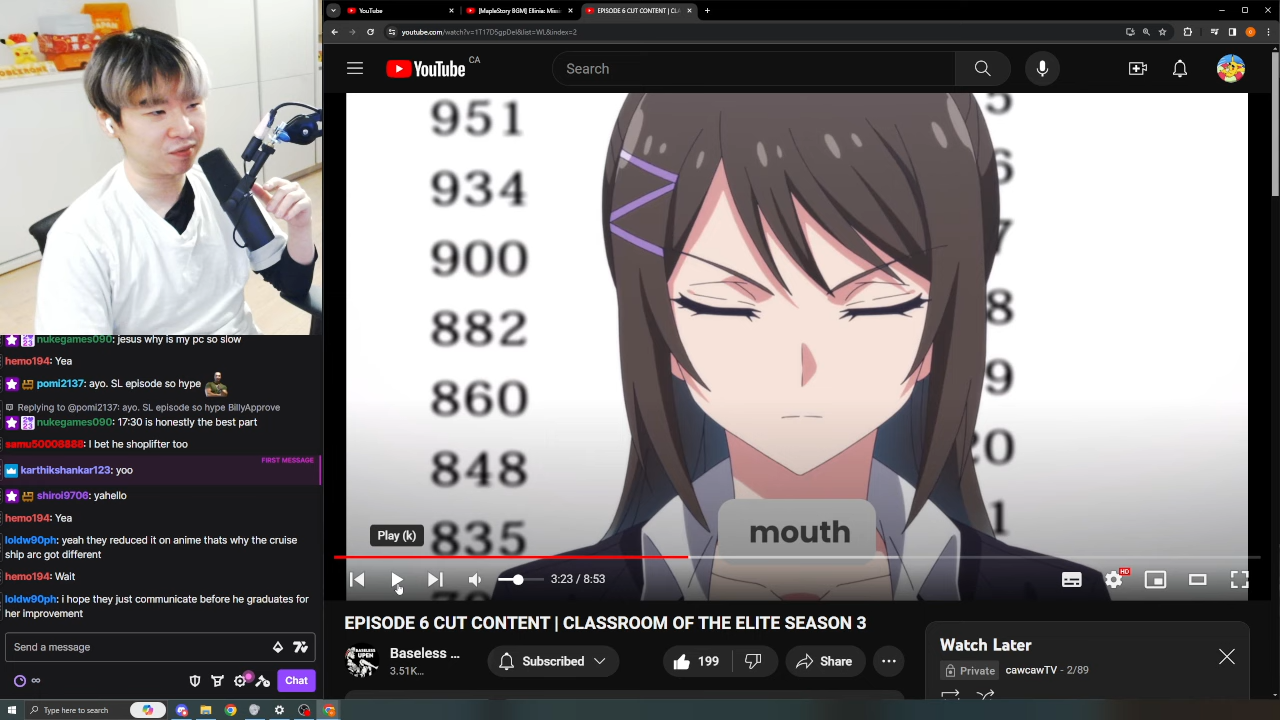 YouTube
[MapleStory BGM] Ellinia: Missi
EPISODE 6 CUT CONTENT | CLA
youtube.com/watch?v=1T17D5gpDeI&list=WL&index=2
YouTube CA
Search
951
934
900
882
860
848
835
mouth
Play (k)
3:23 / 8:53
HD
EPISODE 6 CUT CONTENT | CLASSROOM OF THE ELITE SEASON 3
Baseless ...
3.51K...
Subscribed
199
Share
Watch Later
Private
cawcawTV - 2/89
nukegames090: jesus why is my pc so slow
hemo194: Yea
pomi2137: ayo. SL episode so hype
Replying to @pomi2137: ayo. SL episode so hype BillyApprove
nukegames090: 17:30 is honestly the best part
samu50006888: I bet he shoplifter too
FIRST MESSAGE
karthikshankar123: yoo
shiroi9706: yahello
hemo194: Yea
loldw90ph: yeah they reduced it on anime thats why the cruise
ship arc got different
hemo194: Wait
loldw90ph: i hope they just communicate before he graduates for
her improvement
Send a message
Chat
Type here to search